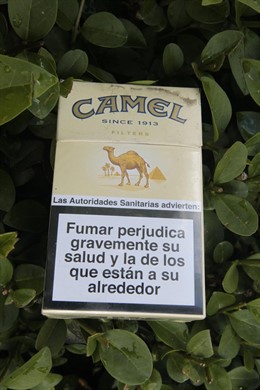 CAMEL
SINCE 1913
FILTERS
Las Autoridades Sanitarias advierten:
Fumar perjudica
gravemente su
salud y la de los
que están a su
alrededor